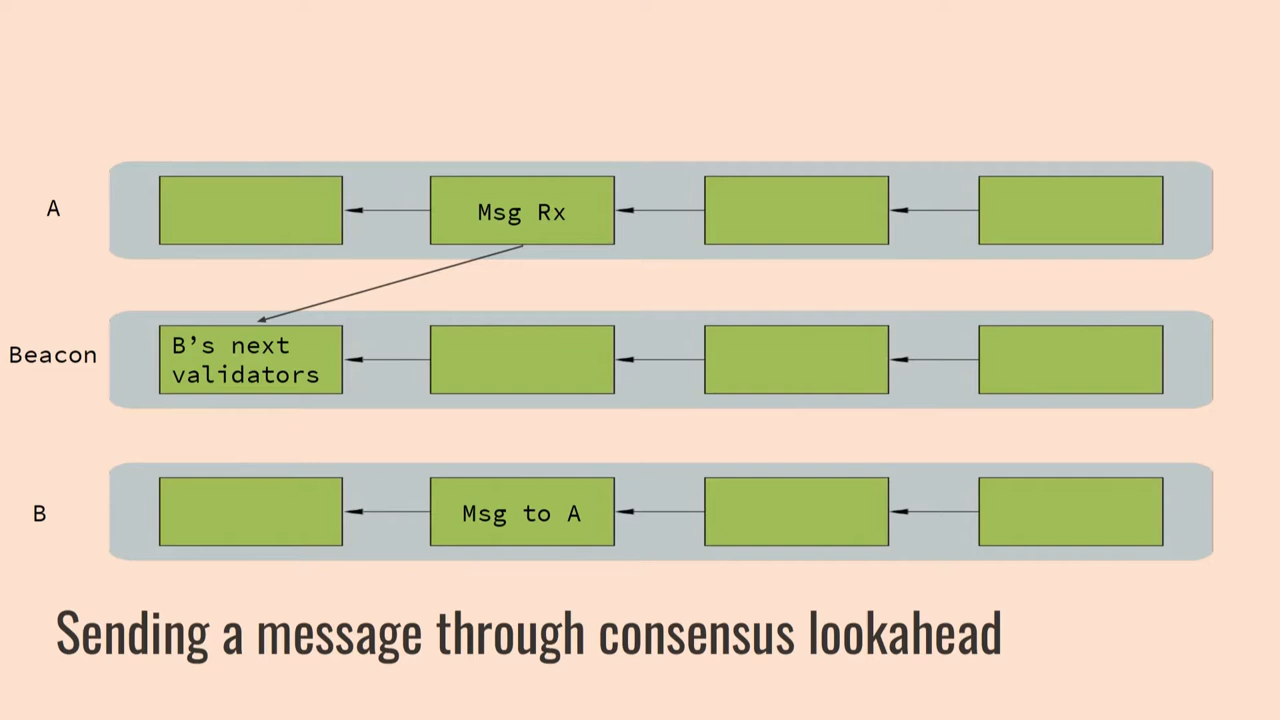 A
Msg Rx
Beacon
B’s next
validators
B
Msg to A
Sending a message through consensus lookahead